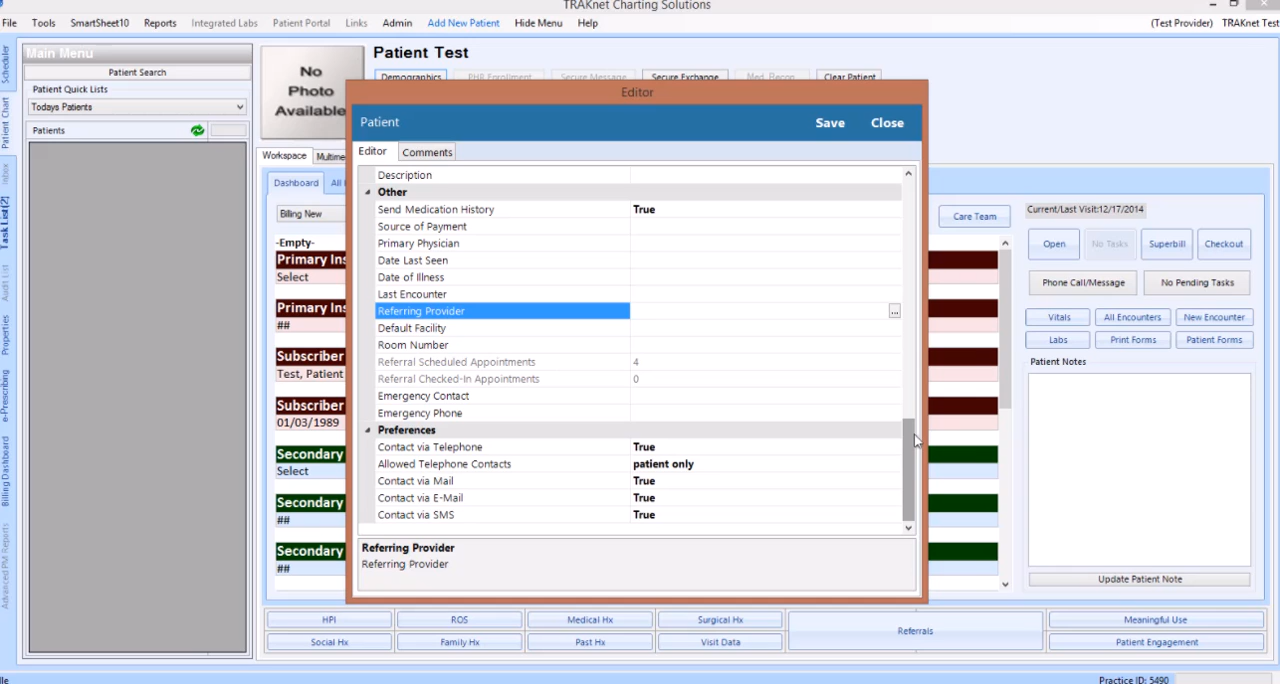 TRAKnet Charting Solutions
File Tools SmartSheet10 Reports Integrated Labs Patient Portal Links Admin Add New Patient Hide Menu Help (Test Provider) TRAKnet Test
Scheduler
Patient Chart
Inbox
Task List(2)
Audit List
Properties
e-Prescribing
Billing Dashboard
Advanced PM Reports
Main Menu
Patient Search
Patient Quick Lists
Todays Patients
Patients
No
Photo
Available
Patient Test
Demographics PHR Enrollment Secure Message Secure Exchange Med. Recon Clear Patient
Workspace Multime
Dashboard All
Billing New
-Empty-
Primary Ins
Select
Primary Ins
##
Subscriber
Test, Patient
Subscriber
01/03/1989
Secondary
Select
Secondary
##
Secondary
##
Editor
Patient Save Close
Editor Comments
Description
Other
Send Medication History True
Source of Payment
Primary Physician
Date Last Seen
Date of Illness
Last Encounter
Referring Provider ...
Default Facility
Room Number
Referral Scheduled Appointments 4
Referral Checked-In Appointments 0
Emergency Contact
Emergency Phone
Preferences
Contact via Telephone True
Allowed Telephone Contacts patient only
Contact via Mail True
Contact via E-Mail True
Contact via SMS True
Referring Provider
Referring Provider
Care Team
Current/Last Visit:12/17/2014
Open No Tasks Superbill Checkout
Phone Call/Message No Pending Tasks
Vitals All Encounters New Encounter
Labs Print Forms Patient Forms
Patient Notes
Update Patient Note
HPI ROS Medical Hx Surgical Hx Referrals Meaningful Use
Social Hx Family Hx Past Hx Visit Data Patient Engagement
Practice ID: 5490